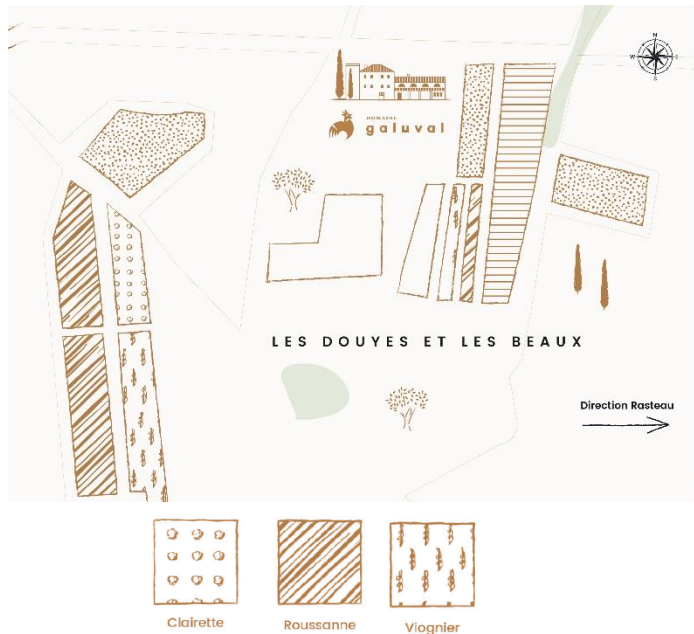 N
W E
S
DOMAINE
galuval
LES DOUYES ET LES BEAUX
Direction Rasteau
Clairette Roussanne Viognier